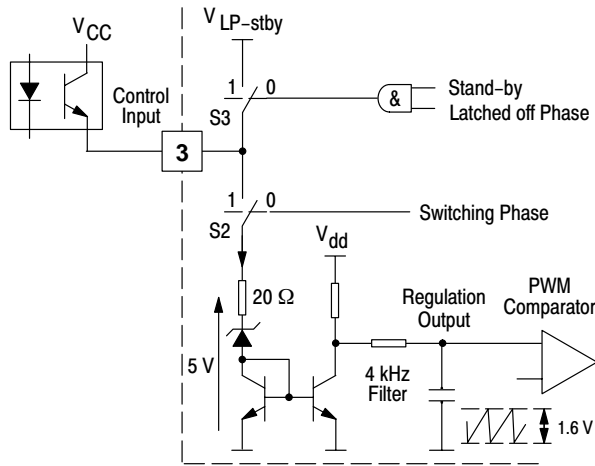 V LP-stby
VCC
1 0
S3
&
Stand-by
Latched off Phase
Control
Input
3
1 0
S2
Switching Phase
Vdd
20 Ω
5 V
Regulation
Output
PWM
Comparator
4 kHz
Filter
1.6 V